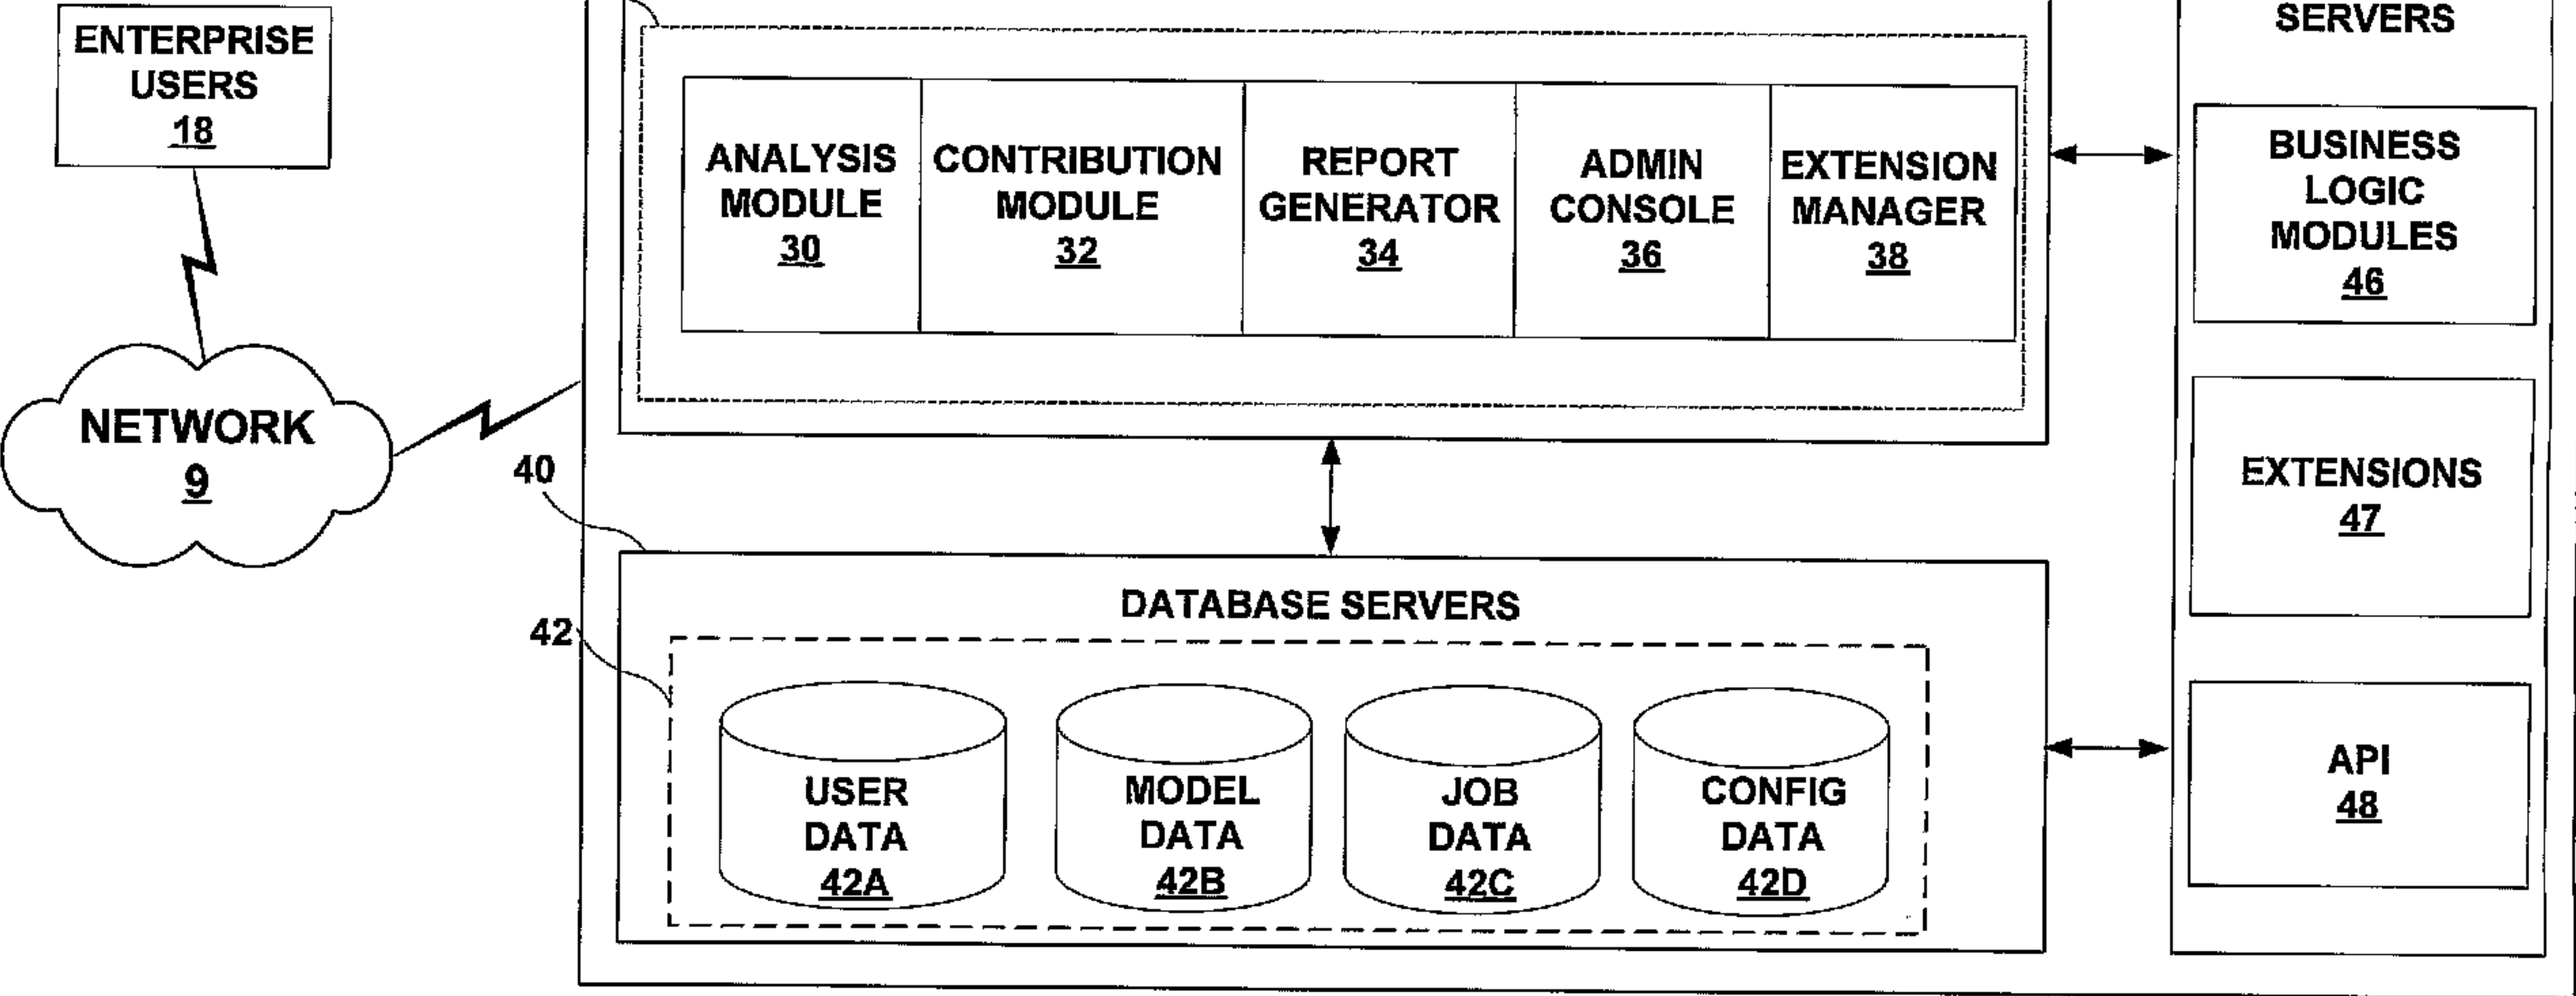 ENTERPRISE
USERS
18
NETWORK
9
ANALYSIS
MODULE
30
CONTRIBUTION
MODULE
32
REPORT
GENERATOR
34
ADMIN
CONSOLE
36
EXTENSION
MANAGER
38
40
DATABASE SERVERS
42
USER
DATA
42A
MODEL
DATA
42B
JOB
DATA
42C
CONFIG
DATA
42D
SERVERS
BUSINESS
LOGIC
MODULES
46
EXTENSIONS
47
API
48